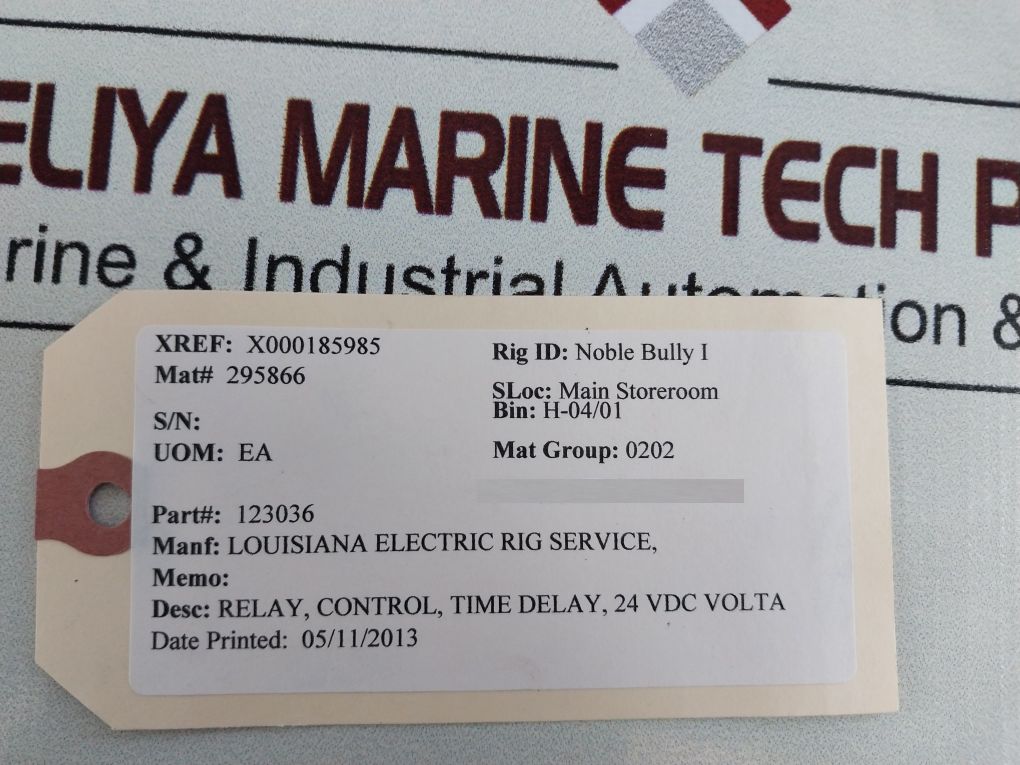 ELIYA MARINE TECH P
rine & Industrial Automation &
XREF: X000185985
Mat# 295866
S/N:
UOM: EA
Rig ID: Noble Bully I
SLoc: Main Storeroom
Bin: H-04/01
Mat Group: 0202
Part#: 123036
Manf: LOUISIANA ELECTRIC RIG SERVICE,
Memo:
Desc: RELAY, CONTROL, TIME DELAY, 24 VDC VOLTA
Date Printed: 05/11/2013